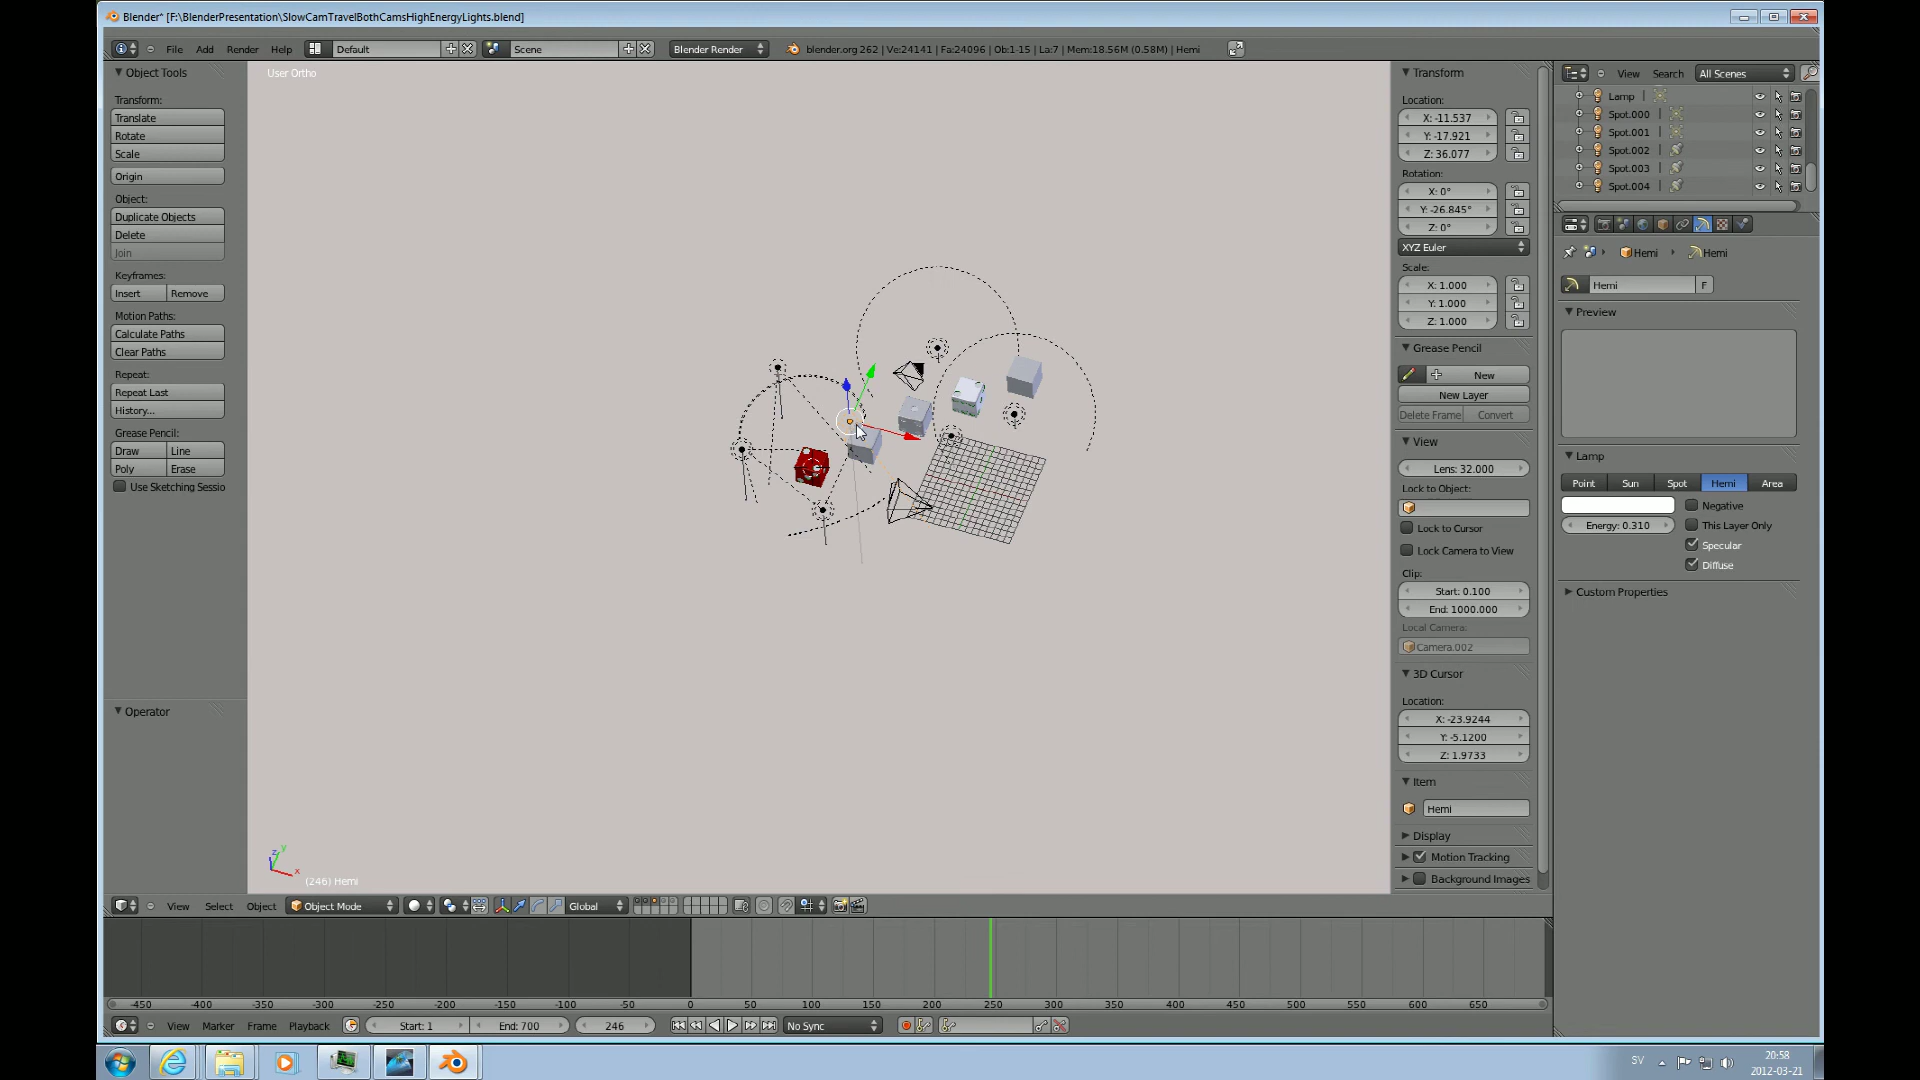 Blender* [F:\BlenderPresentation\SlowCamTravelBothCamsHighEnergyLights.blend]
File Add Render Help Default Scene Blender Render blender.org 262 | Ve:24141 | Fa:24096 | Ob:1-15 | La:7 | Mem:18.56M (0.58M) | Hemi
Object Tools
Transform:
Translate
Rotate
Scale
Origin
Object:
Duplicate Objects
Delete
Join
Keyframes:
Insert Remove
Motion Paths:
Calculate Paths
Clear Paths
Repeat:
Repeat Last
History...
Grease Pencil:
Draw Line
Poly Erase
Use Sketching Sessio
Operator
User Ortho
z y x
(246) Hemi
Transform
Location:
X: -11.537
Y: -17.921
Z: 36.077
Rotation:
X: 0°
Y: -26.845°
Z: 0°
XYZ Euler
Scale:
X: 1.000
Y: 1.000
Z: 1.000
Grease Pencil
New
New Layer
Delete Frame Convert
View
Lens: 32.000
Lock to Object:
Lock to Cursor
Lock Camera to View
Clip:
Start: 0.100
End: 1000.000
Local Camera:
Camera.002
3D Cursor
Location:
X: -23.9244
Y: -5.1200
Z: 1.9733
Item
Hemi
Display
Motion Tracking
Background Images
View Search All Scenes
Lamp |
Spot.000 |
Spot.001 |
Spot.002 |
Spot.003 |
Spot.004 |
Hemi Hemi
Hemi F
Preview
Lamp
Point Sun Spot Hemi Area
Negative
Energy: 0.310 This Layer Only
Specular
Diffuse
Custom Properties
View Select Object Object Mode Global
-450 -400 -350 -300 -250 -200 -150 -100 -50 0 50 100 150 200 250 300 350 400 450 500 550 600 650
View Marker Frame Playback Start: 1 End: 700 246 No Sync
SV 20:58
2012-03-21